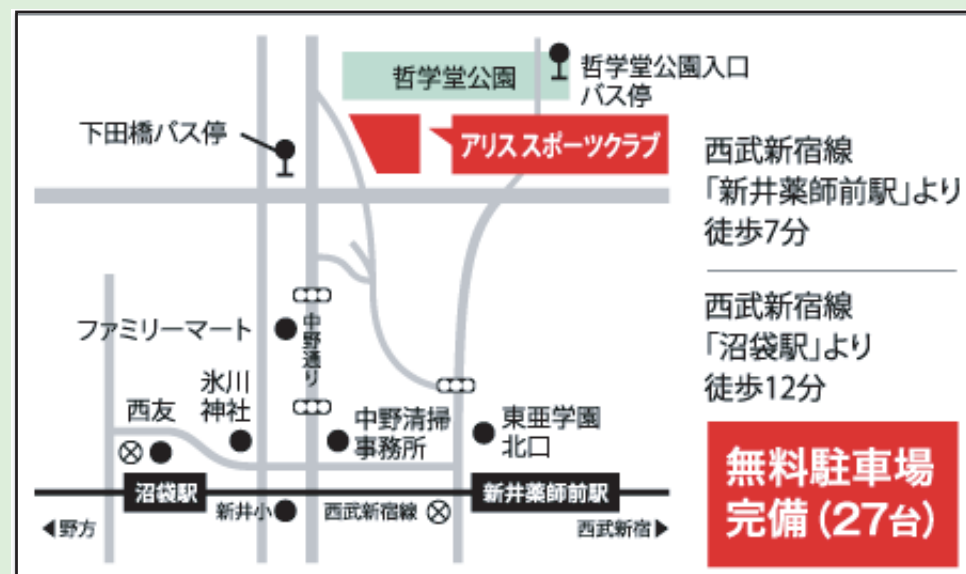 哲学堂公園
哲学堂公園入口
バス停
下田橋バス停
アリス スポーツクラブ
西武新宿線
「新井薬師前駅」より
徒歩7分
西武新宿線
「沼袋駅」より
徒歩12分
ファミリーマート
中野通り
氷川
神社
西友
中野清掃
事務所
東亜学園
北口
沼袋駅
新井薬師前駅
新井小
西武新宿線
◀野方
西武新宿▶
無料駐車場
完備(27台)